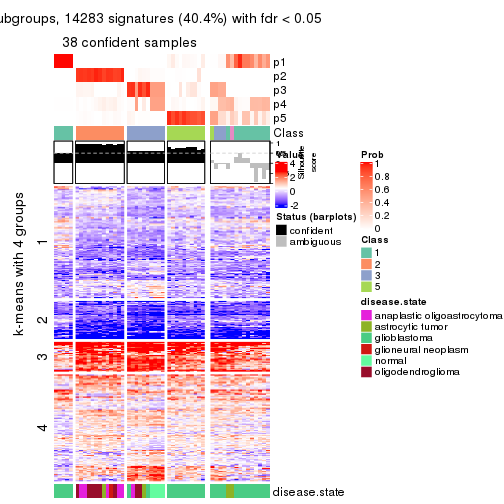 ubgroups, 14283 signatures (40.4%) with fdr < 0.05
38 confident samples
p1
p2
p3
p4
p5
Class
1
Silhouette
score
Value
4
2
0
-2
Status (barplots)
confident
ambiguous
Prob
1
0.8
0.6
0.4
0.2
0
Class
1
2
3
5
disease.state
anaplastic oligoastrocytoma
astrocytic tumor
glioblastoma
glioneural neoplasm
normal
oligodendroglioma
k-means with 4 groups
1
2
3
4
disease.state